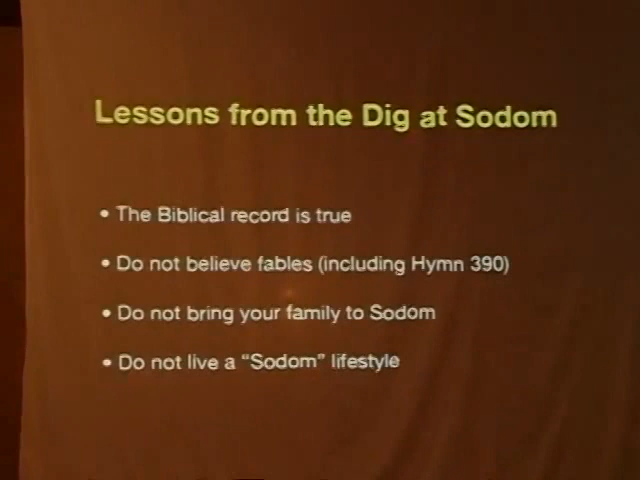 Lessons from the Dig at Sodom
• The Biblical record is true
• Do not believe fables (including Hymn 390)
• Do not bring your family to Sodom
• Do not live a “Sodom” lifestyle